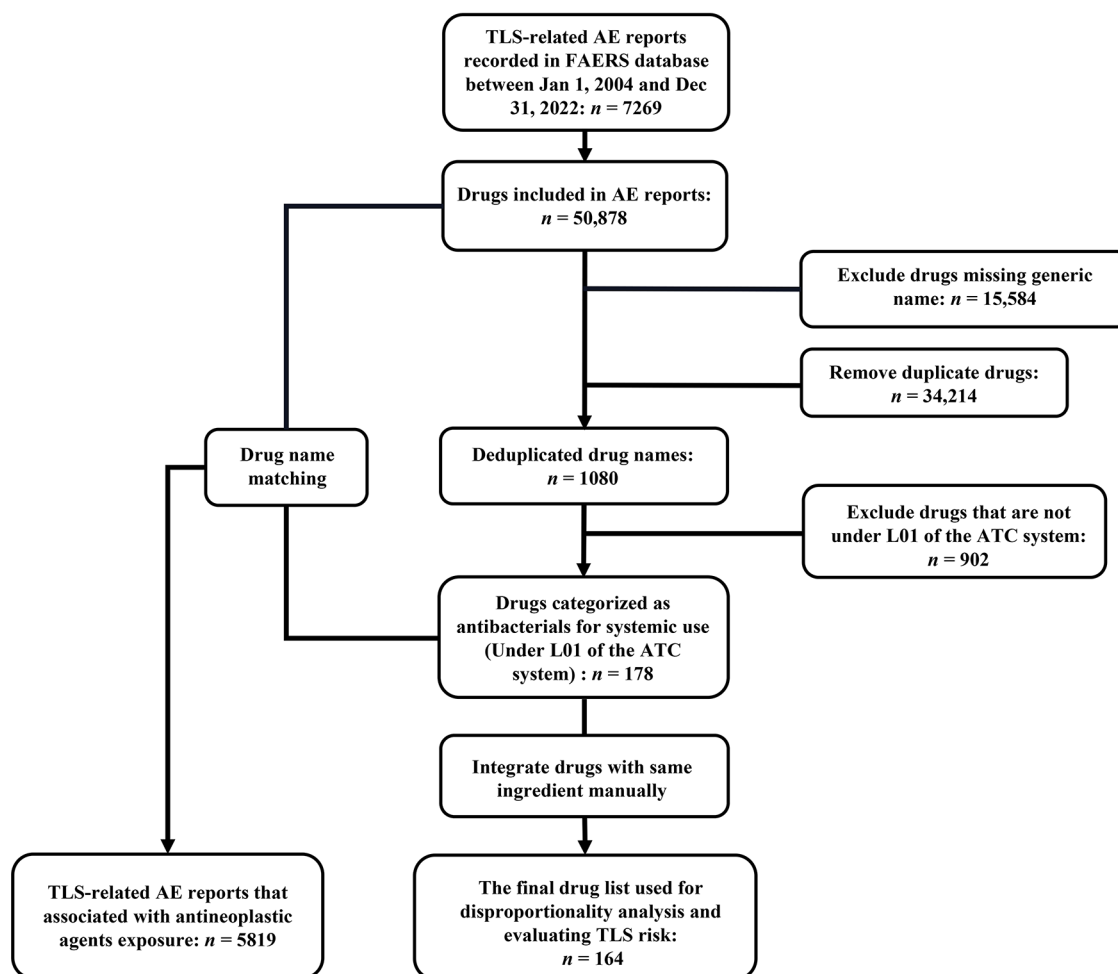 TLS-related AE reports
recorded in FAERS database
between Jan 1, 2004 and Dec
31, 2022: n = 7269
Drugs included in AE reports:
n = 50,878
Exclude drugs missing generic
name: n = 15,584
Remove duplicate drugs:
n = 34,214
Drug name
matching
Deduplicated drug names:
n = 1080
Exclude drugs that are not
under L01 of the ATC system:
n = 902
Drugs categorized as
antibacterials for systemic use
(Under L01 of the ATC
system) : n = 178
Integrate drugs with same
ingredient manually
TLS-related AE reports that
associated with antineoplastic
agents exposure: n = 5819
The final drug list used for
disproportionality analysis and
evaluating TLS risk:
n = 164